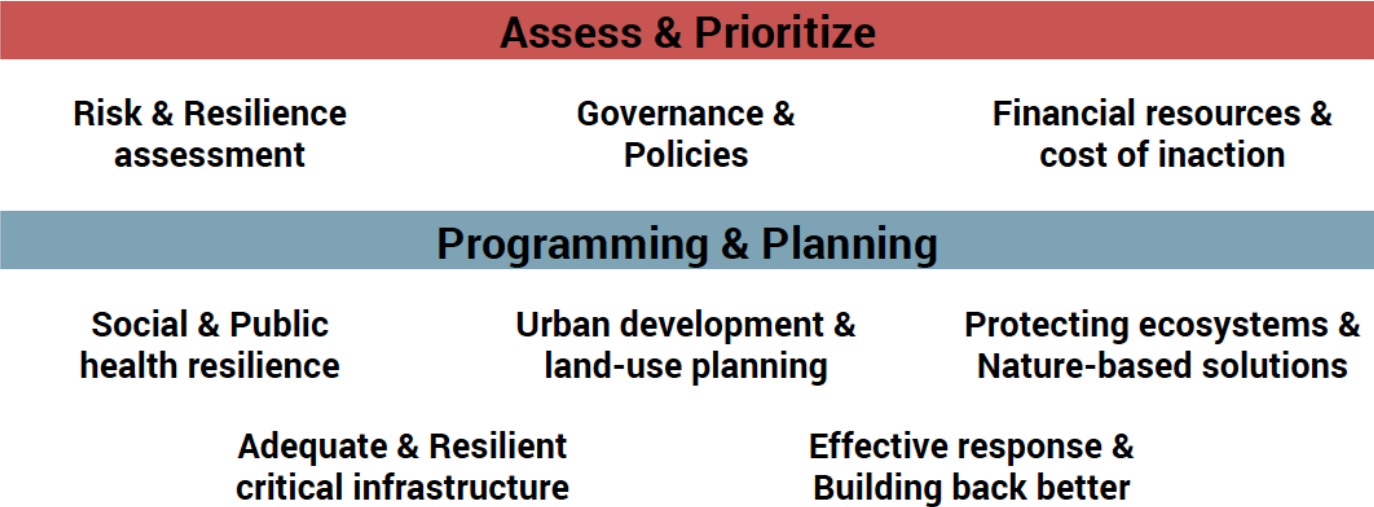 Assess & Prioritize
Risk & Resilience
assessment
Governance &
Policies
Financial resources &
cost of inaction
Programming & Planning
Social & Public
health resilience
Urban development &
land-use planning
Protecting ecosystems &
Nature-based solutions
Adequate & Resilient
critical infrastructure
Effective response &
Building back better